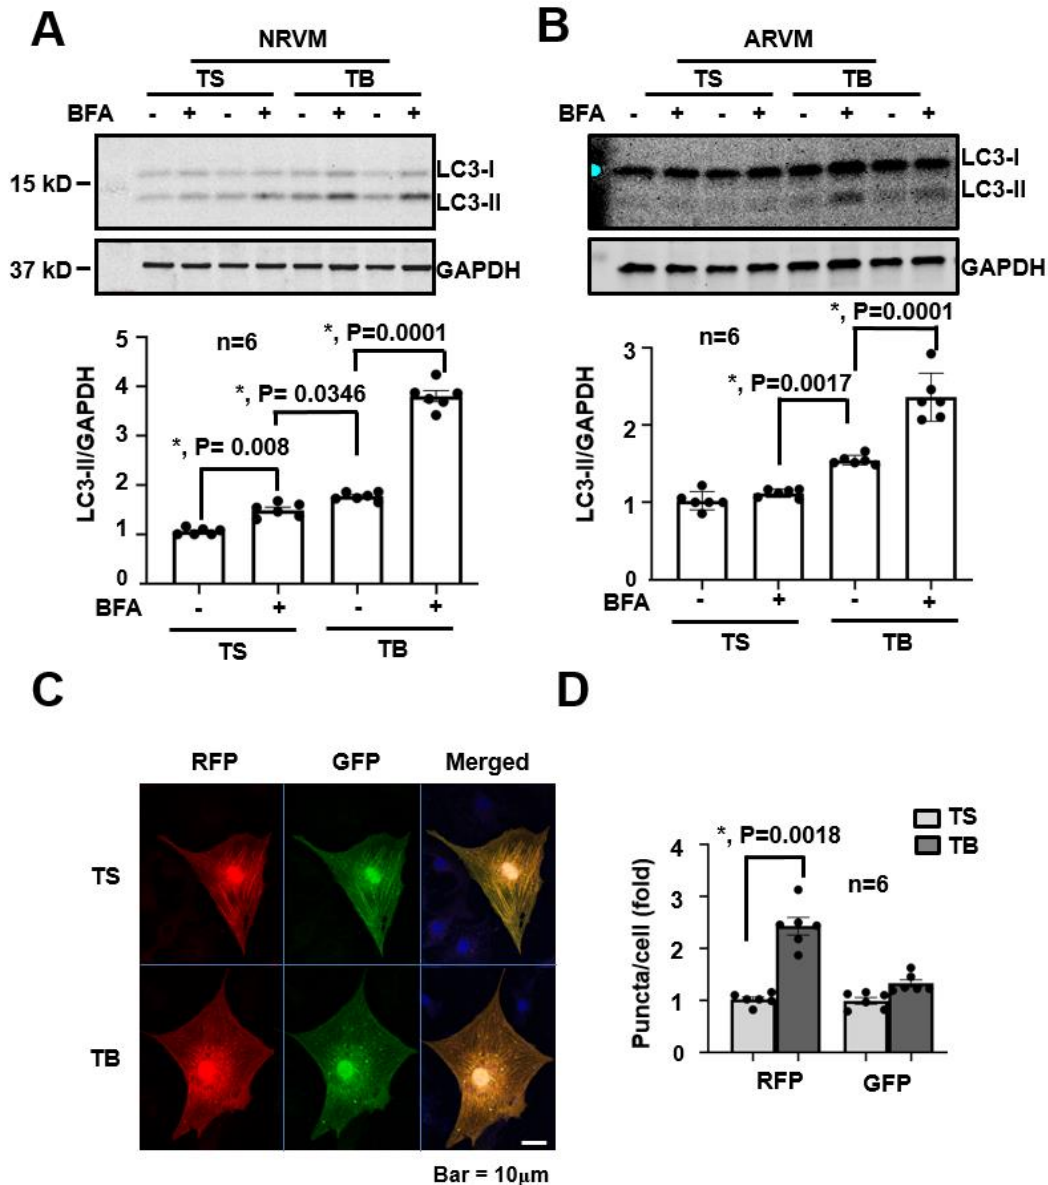 A
NRVM
TS TB
BFA - + - + - + - +
LC3-I
15 kD
LC3-II
37 kD
GAPDH
5
4
3
2
1
0
LC3-II/GAPDH
n=6
*, P=0.0001
*, P= 0.0346
*, P= 0.008
BFA - + - +
TS TB
B
ARVM
TS TB
BFA - + - + - + - +
LC3-I
LC3-II
GAPDH
3
2
1
0
LC3-II/GAPDH
n=6
*, P=0.0001
*, P=0.0017
BFA - + - +
TS TB
C
RFP GFP Merged
TS
TB
Bar = 10μm
D
TS
TB
*, P=0.0018
n=6
4
3
2
1
0
Puncta/cell (fold)
RFP GFP